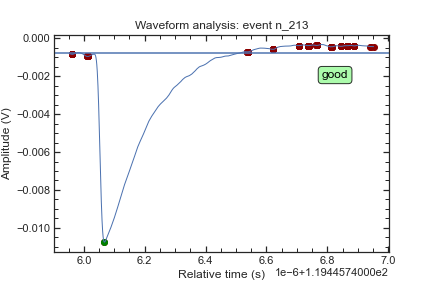 Waveform analysis: event n_213
Amplitude (V)
0.000
−0.002
−0.004
−0.006
−0.008
−0.010
good
6.0
6.2
6.4
6.6
6.8
7.0
Relative time (s)
1e−6+1.1944574000e2